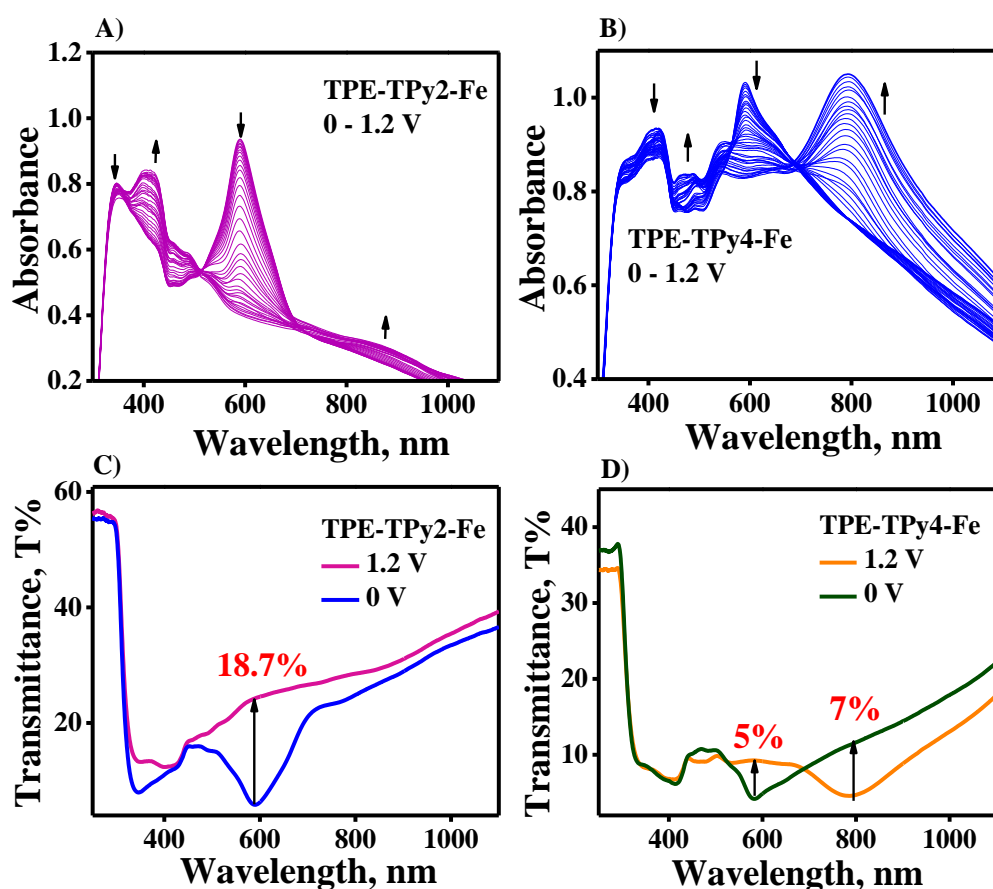 A)
1.2
1.0
0.8
0.6
0.4
0.2
Absorbance
TPE-TPy2-Fe
0 - 1.2 V
400 600 800 1000
Wavelength, nm
B)
1.0
0.8
0.6
0.4
Absorbance
TPE-TPy4-Fe
0 - 1.2 V
400 600 800 1000
Wavelength, nm
C)
60
40
20
Transmittance, T%
TPE-TPy2-Fe
1.2 V
0 V
18.7%
400 600 800 1000
Wavelength, nm
D)
40
30
20
10
Transmittance, T%
TPE-TPy4-Fe
1.2 V
0 V
5%
7%
400 600 800 1000
Wavelength, nm